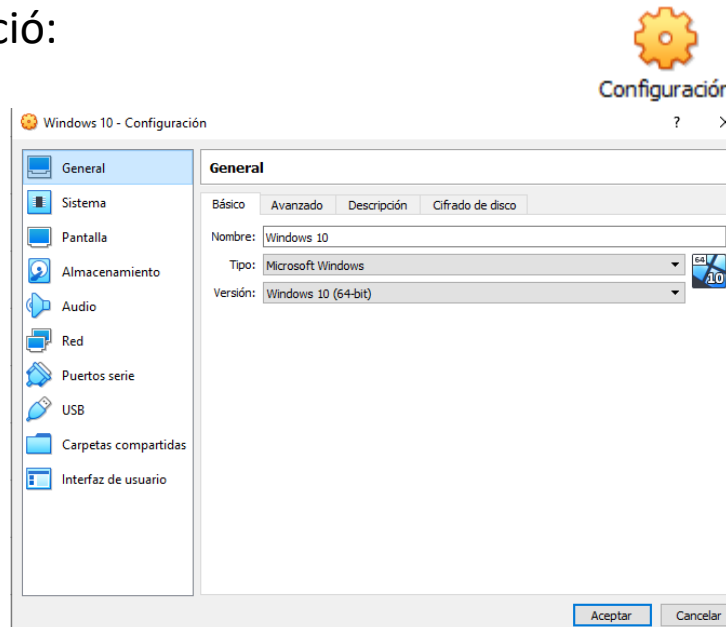 ció:
Configuración
Windows 10 - Configuración
?
General
Sistema
Pantalla
Almacenamiento
Audio
Red
Puertos serie
USB
Carpetas compartidas
Interfaz de usuario
General
Básico Avanzado Descripción Cifrado de disco
Nombre: Windows 10
Tipo: Microsoft Windows
64
10
Versión: Windows 10 (64-bit)
Aceptar Cancelar